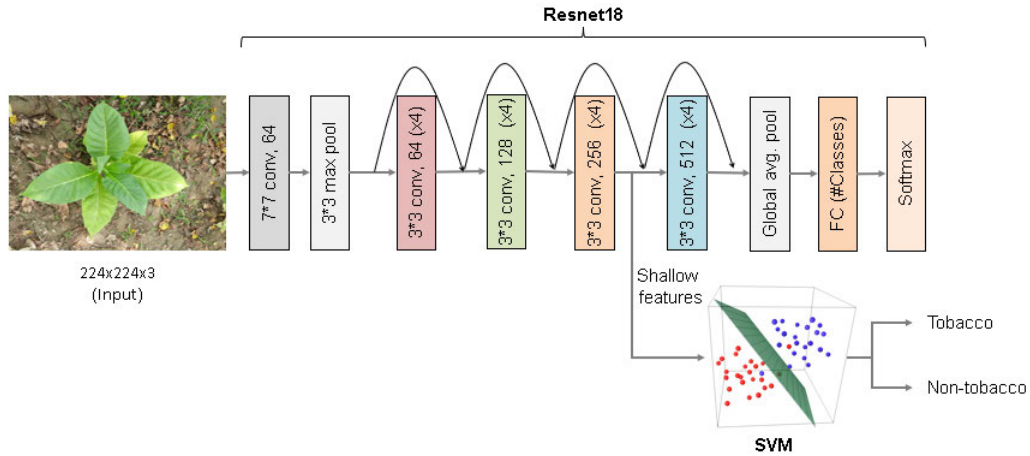 Resnet18
7*7 conv, 64
3*3 max pool
3*3 conv, 64 (x4)
3*3 conv, 128 (x4)
3*3 conv, 256 (x4)
3*3 conv, 512 (x4)
Global avg. pool
FC (#Classes)
Softmax
224x224x3
(Input)
Shallow
features
Tobacco
Non-tobacco
SVM